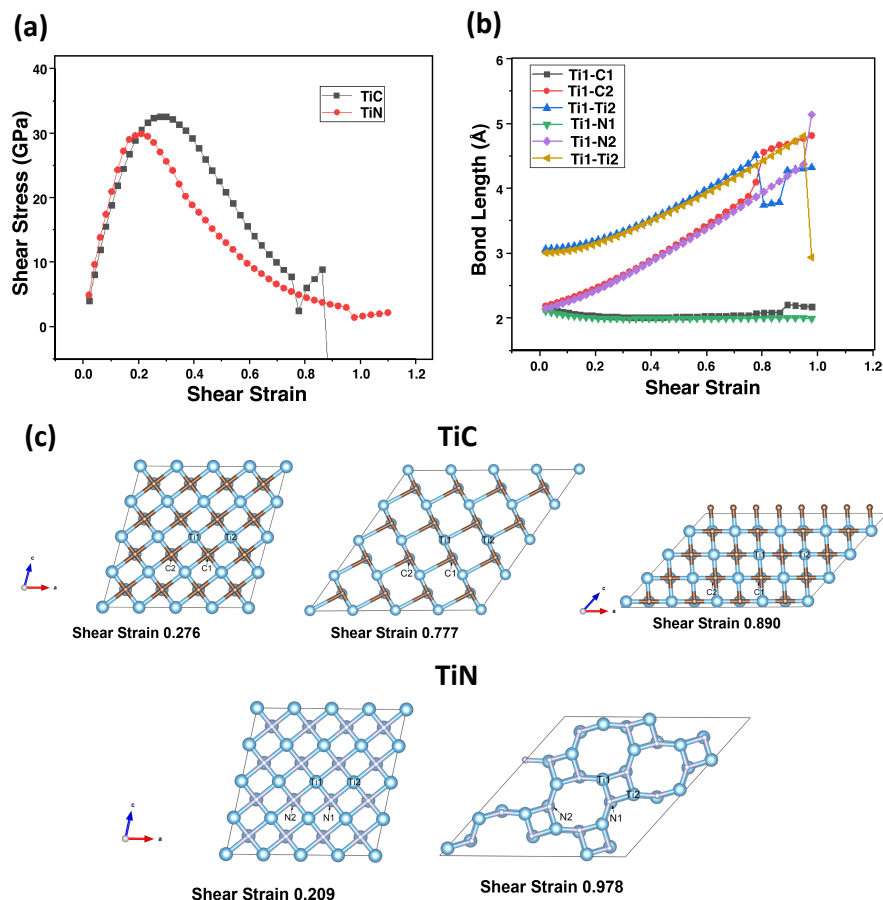 (a)
Shear Stress (GPa)
40
30
20
10
0
TiC
TiN
0.0 0.2 0.4 0.6 0.8 1.0 1.2
Shear Strain
(b)
Bond Length (Å)
6
5
4
3
2
Ti1-C1
Ti1-C2
Ti1-Ti2
Ti1-N1
Ti1-N2
Ti1-Ti2
0.0 0.2 0.4 0.6 0.8 1.0 1.2
Shear Strain
(c)
TiC
c
a
Ti1 Ti2
C2 C1
Shear Strain 0.276
Ti1 Ti2
C2 C1
Shear Strain 0.777
c
a
Ti1 Ti2
C2 C1
Shear Strain 0.890
TiN
c
a
Ti1 Ti2
N2 N1
Shear Strain 0.209
Ti1
Ti2
N2 N1
Shear Strain 0.978